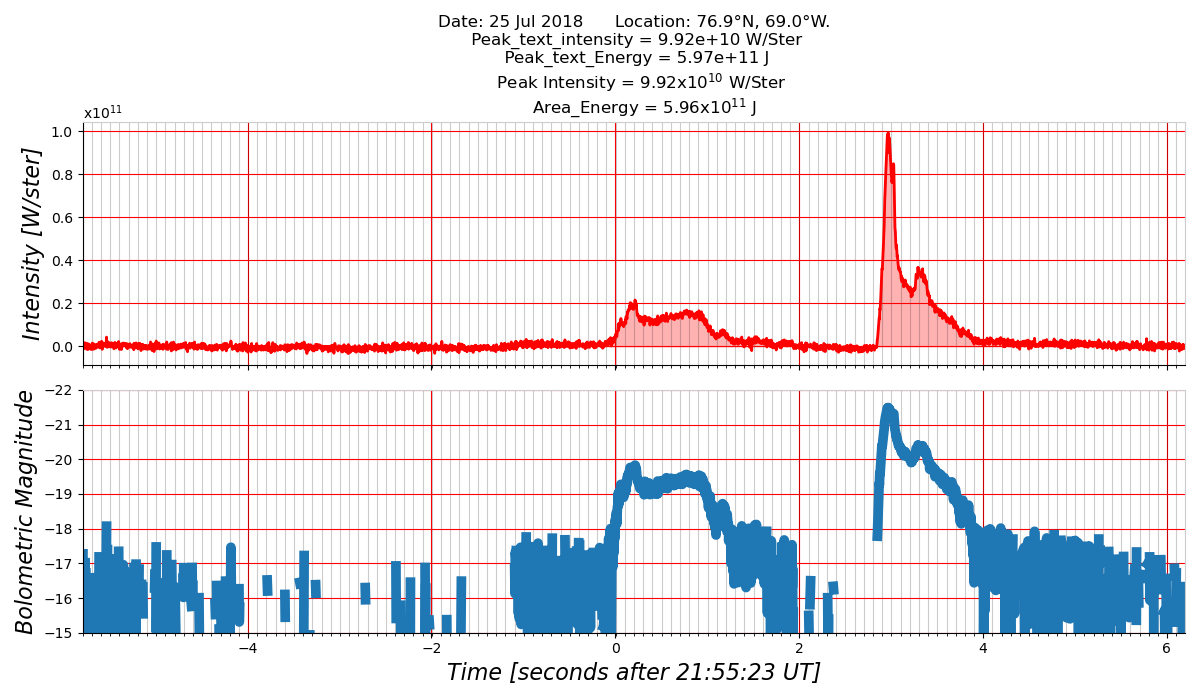 Date: 25 Jul 2018      Location: 76.9°N, 69.0°W.
Peak_text_intensity = 9.92e+10 W/Ster
Peak_text_Energy = 5.97e+11 J
Peak Intensity = 9.92x10¹⁰ W/Ster
Area_Energy = 5.96x10¹¹ J
x10¹¹
1.0
0.8
0.6
0.4
0.2
0.0
Intensity [W/ster]
−22
−21
−20
−19
−18
−17
−16
−15
Bolometric Magnitude
−4
−2
0
2
4
6
Time [seconds after 21:55:23 UT]